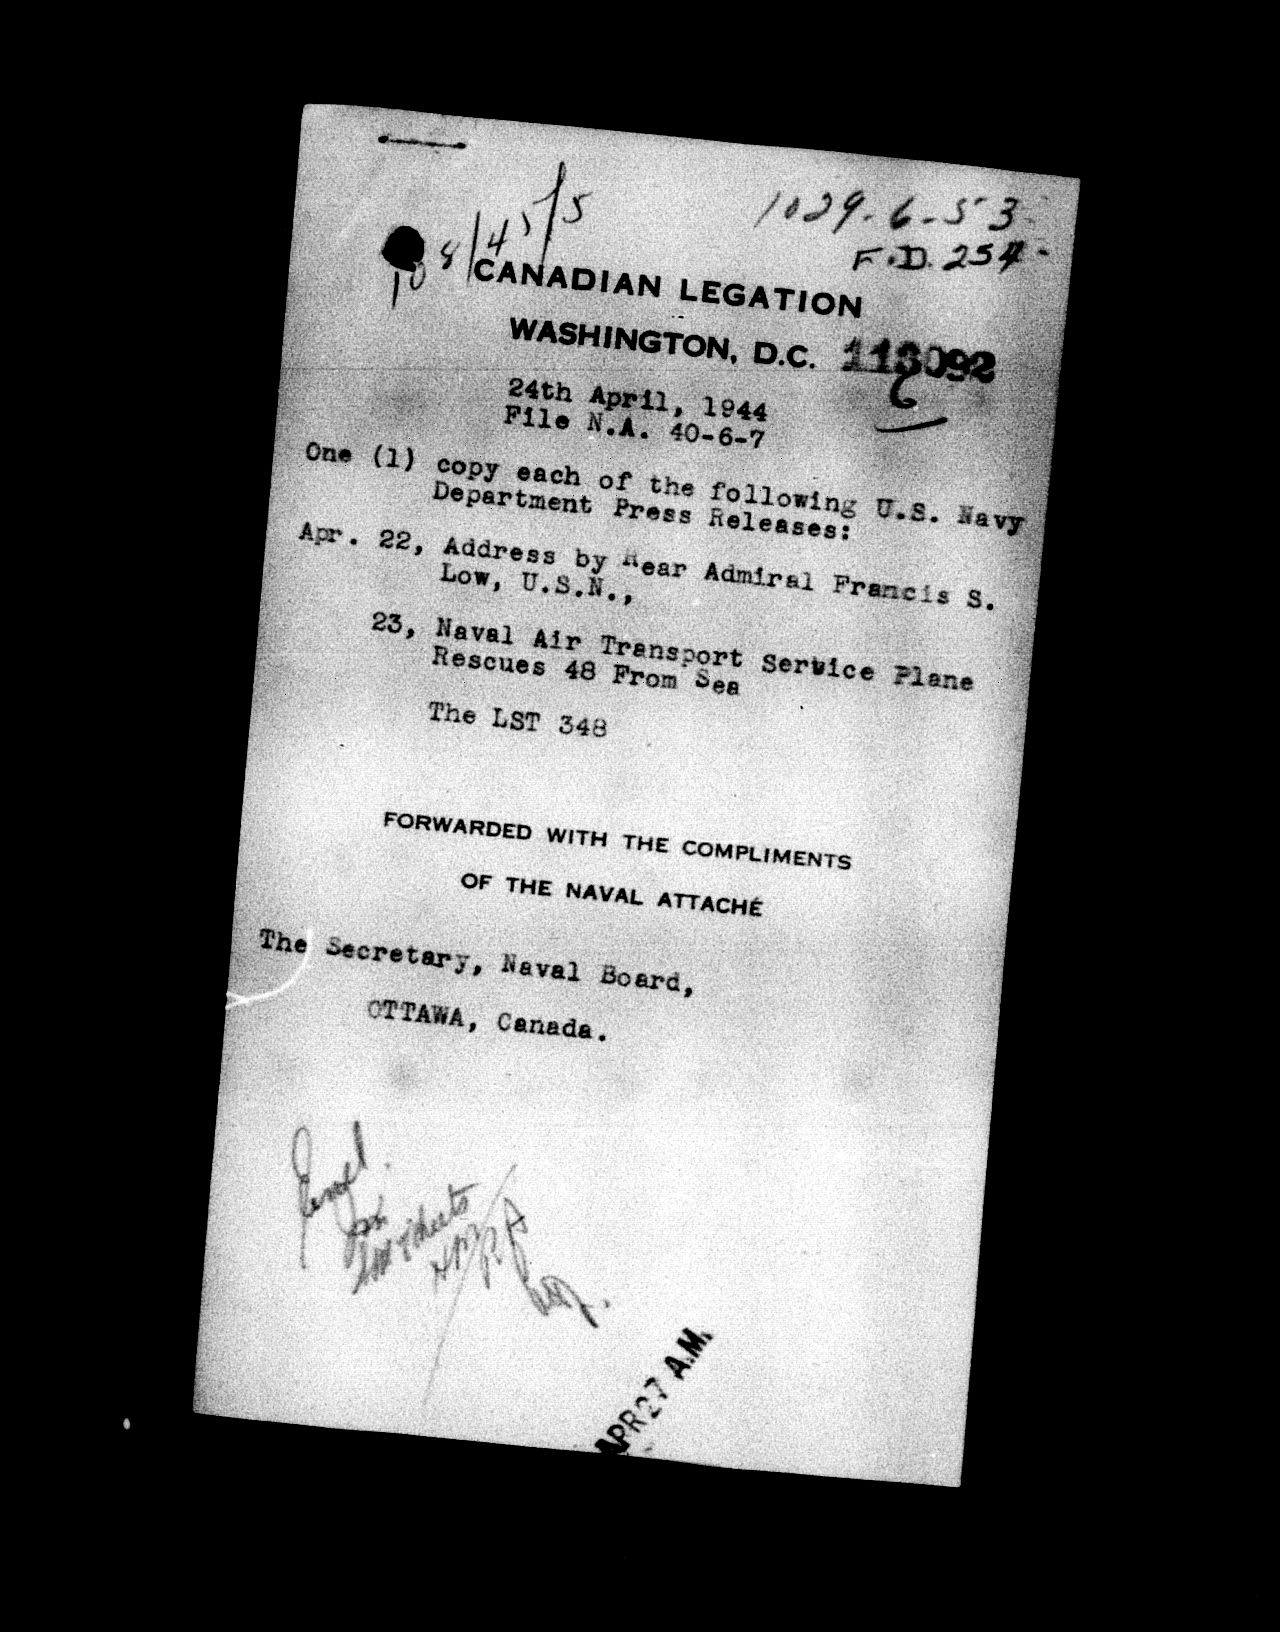 1029-6-53
F.D. 254
CANADIAN LEGATION
WASHINGTON, D.C.
24th April, 1944
File N.A. 40-6-7
One (1) copy each of the following U.S. Navy
Department Press Releases:
Apr. 22, Address by Rear Admiral Francis S.
Low, U.S.N.,
23, Naval Air Transport Service Plane
Rescues 48 From Sea
The LST 348
FORWARDED WITH THE COMPLIMENTS
OF THE NAVAL ATTACHÉ
The Secretary, Naval Board,
OTTAWA, Canada.
APR 27 A.M.